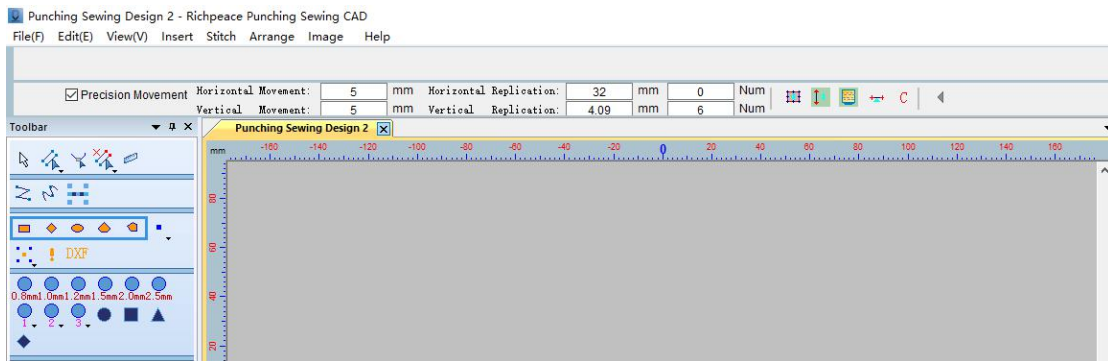 Punching Sewing Design 2 - Richpeace Punching Sewing CAD
File(F) Edit(E) View(V) Insert Stitch Arrange Image Help
Precision Movement Horizontal Movement: 5 mm Horizontal Replication: 32 mm 0 Num
Vertical Movement: 5 mm Vertical Replication: 4.09 mm 6 Num
C
Toolbar
Punching Sewing Design 2
mm -160 -140 -120 -100 -80 -60 -40 -20 0 20 40 60 80 100 120 140 160
80
60
40
20
DXF
0.8mm1.0mm1.2mm1.5mm2.0mm2.5mm
1 2 3